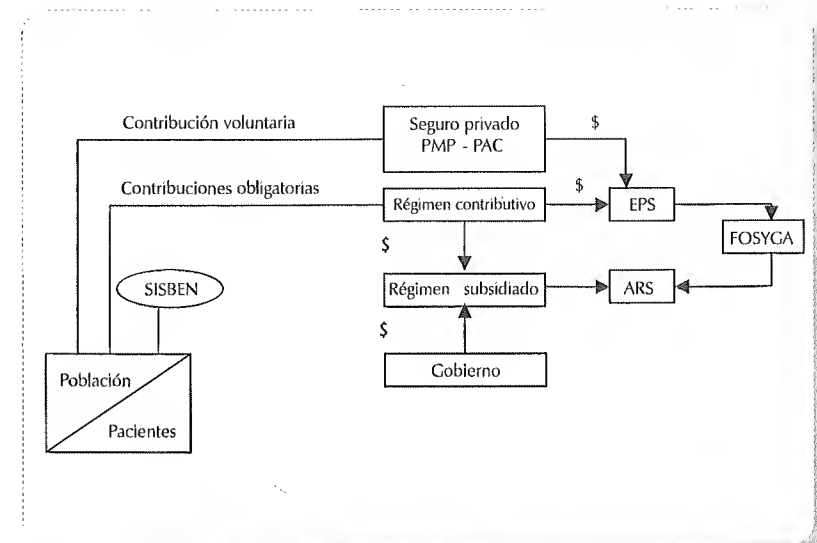 Contribución voluntaria
Seguro privado
PMP - PAC
$
Contribuciones obligatorias
Régimen contributivo
$
EPS
FOSYGA
$
SISBEN
Régimen subsidiado
ARS
$
Gobierno
Población
Pacientes